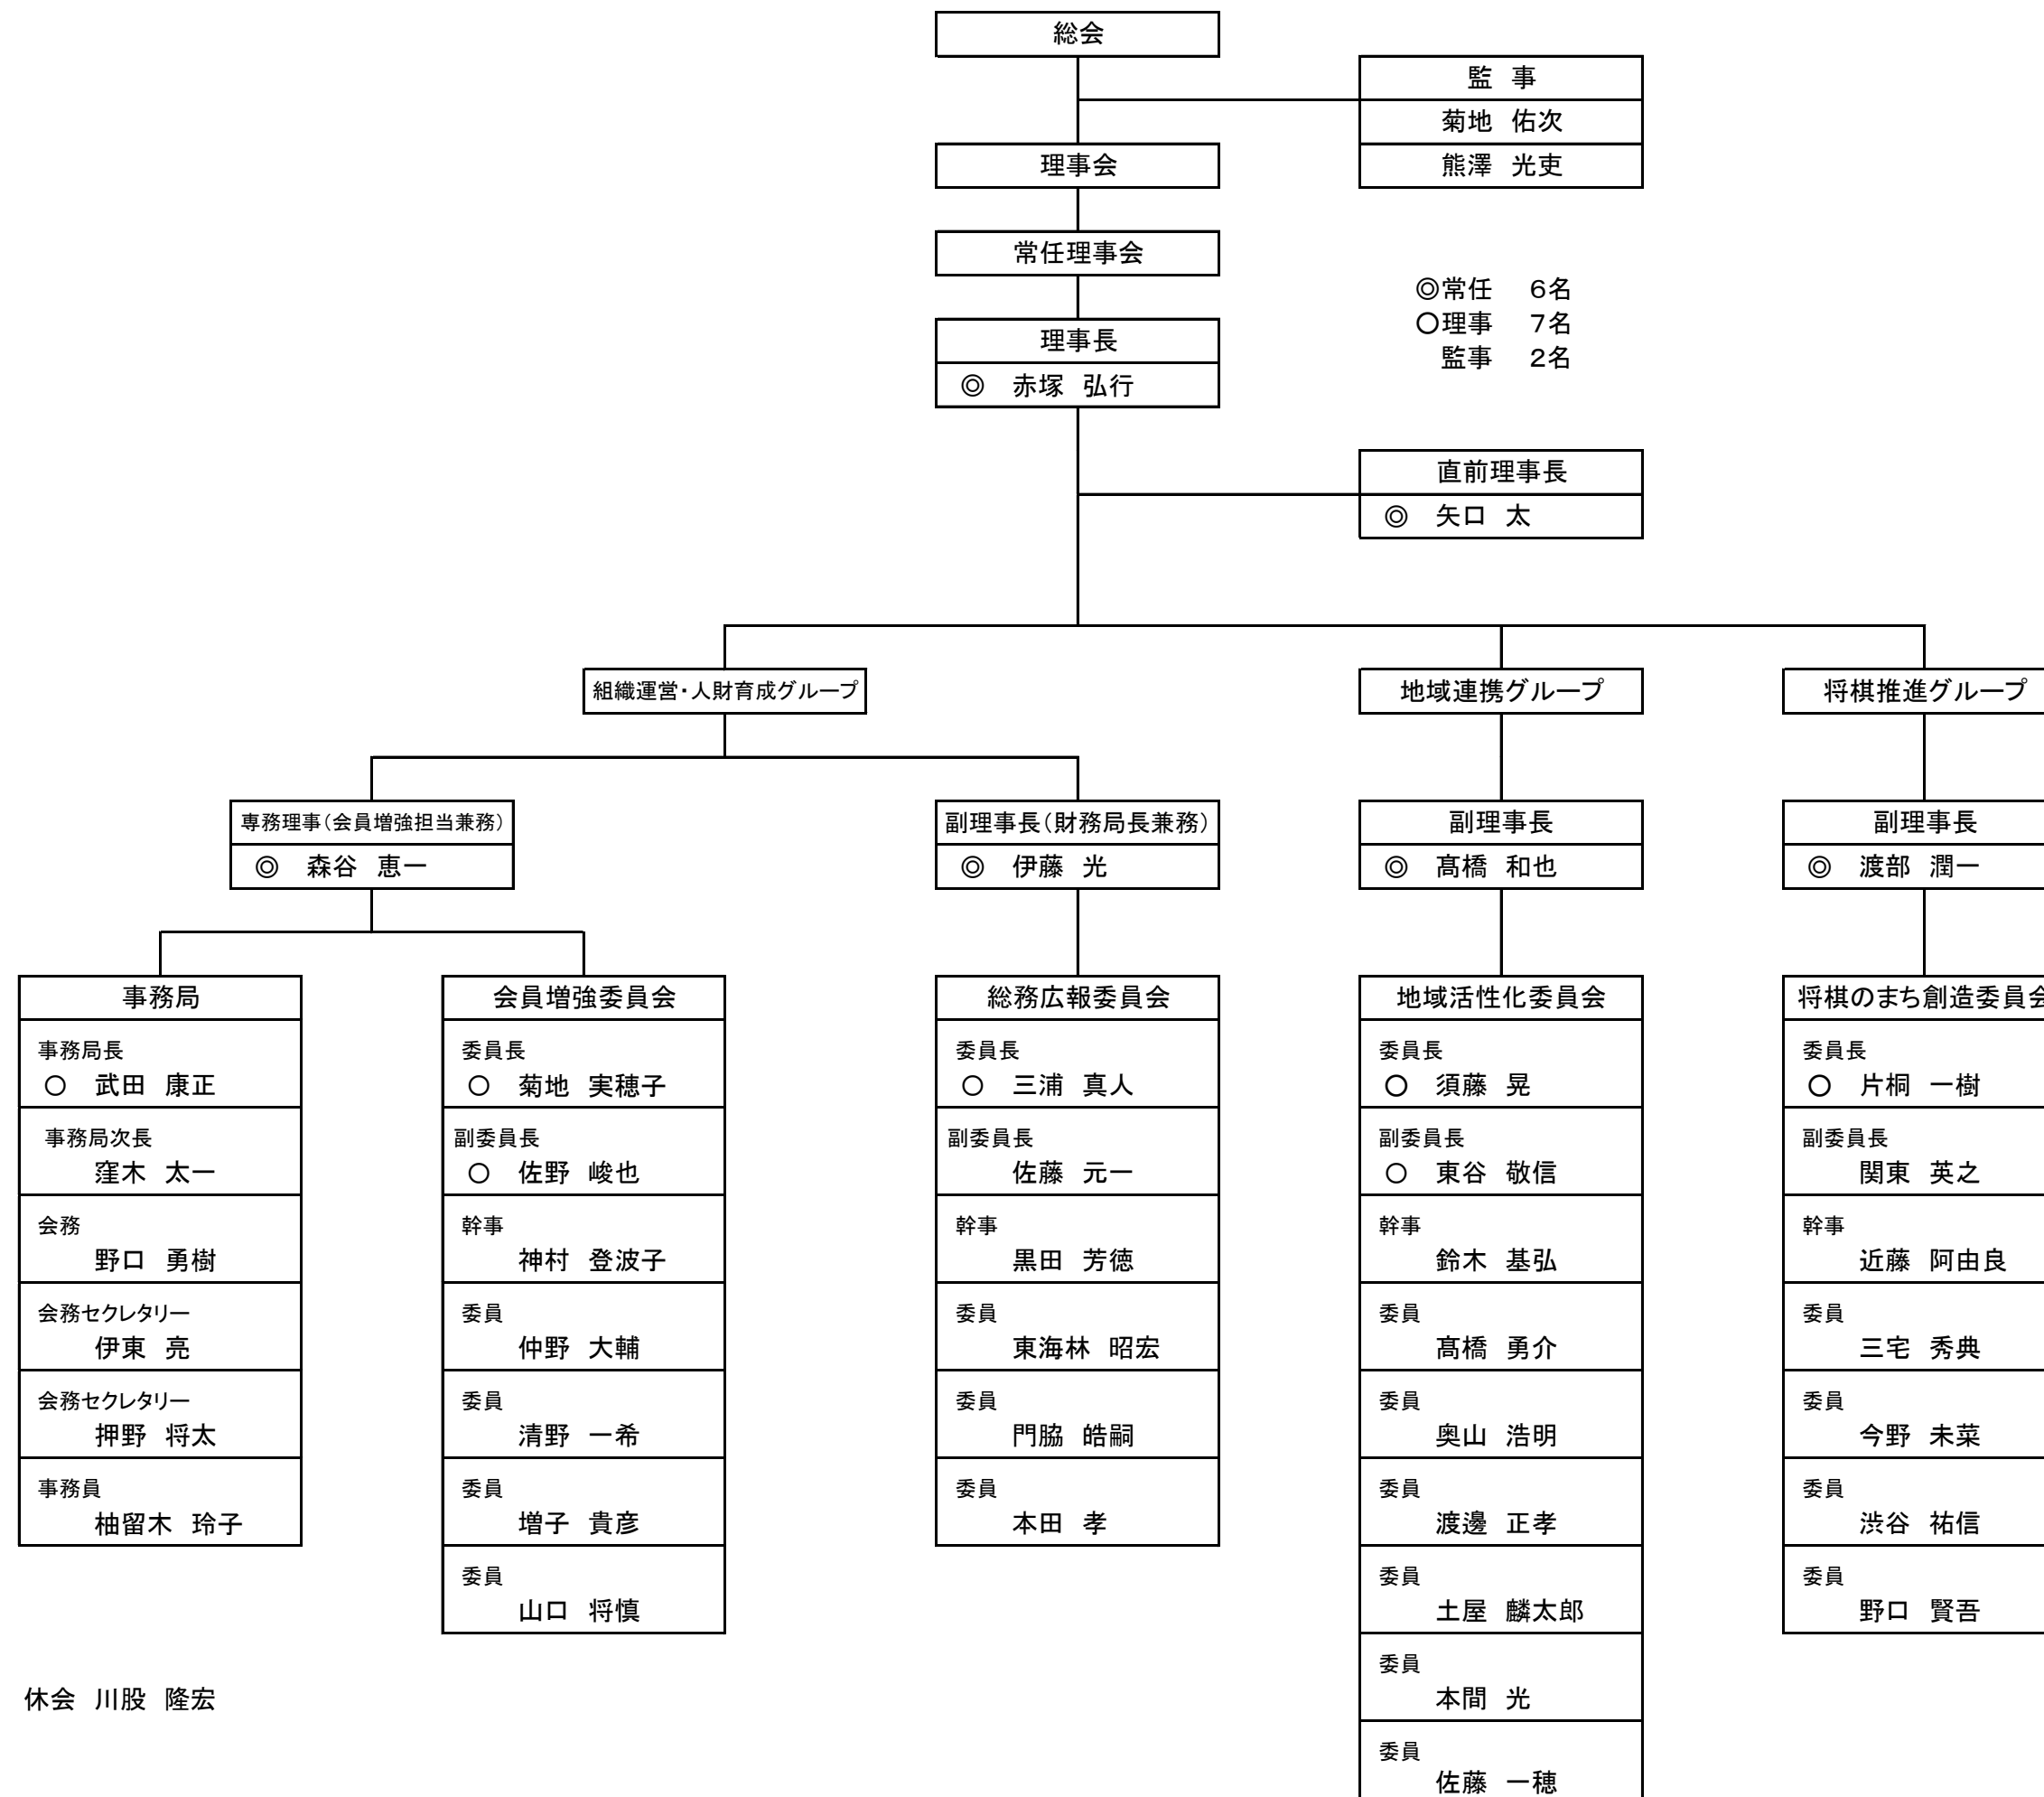 総会
監　事
菊地　佑次
熊澤　光吏
理事会
常任理事会
◎常任　6名
〇理事　7名
監事　2名
理事長
◎　赤塚　弘行
直前理事長
◎　矢口　太
組織運営・人財育成グループ
地域連携グループ
将棋推進グループ
専務理事（会員増強担当兼務）
◎　森谷　恵一
副理事長（財務局長兼務）
◎　伊藤　光
副理事長
◎　髙橋　和也
副理事長
◎　渡部　潤一
事務局
事務局長
〇　武田　康正
事務局次長
窪木　太一
会務
野口　勇樹
会務セクレタリー
伊東　亮
会務セクレタリー
押野　将太
事務員
柚留木　玲子
会員増強委員会
委員長
〇　菊地　実穂子
副委員長
〇　佐野　峻也
幹事
神村　登波子
委員
仲野　大輔
委員
清野　一希
委員
増子　貴彦
委員
山口　将慎
総務広報委員会
委員長
〇　三浦　真人
副委員長
佐藤　元一
幹事
黒田　芳徳
委員
東海林　昭宏
委員
門脇　皓嗣
委員
本田　孝
地域活性化委員会
委員長
〇　須藤　晃
副委員長
〇　東谷　敬信
幹事
鈴木　基弘
委員
髙橋　勇介
委員
奥山　浩明
委員
渡邊　正孝
委員
土屋　麟太郎
委員
本間　光
委員
佐藤　一穂
将棋のまち創造委員会
委員長
〇　片桐　一樹
副委員長
関東　英之
幹事
近藤　阿由良
委員
三宅　秀典
委員
今野　未菜
委員
渋谷　祐信
委員
野口　賢吾
休会　川股　隆宏